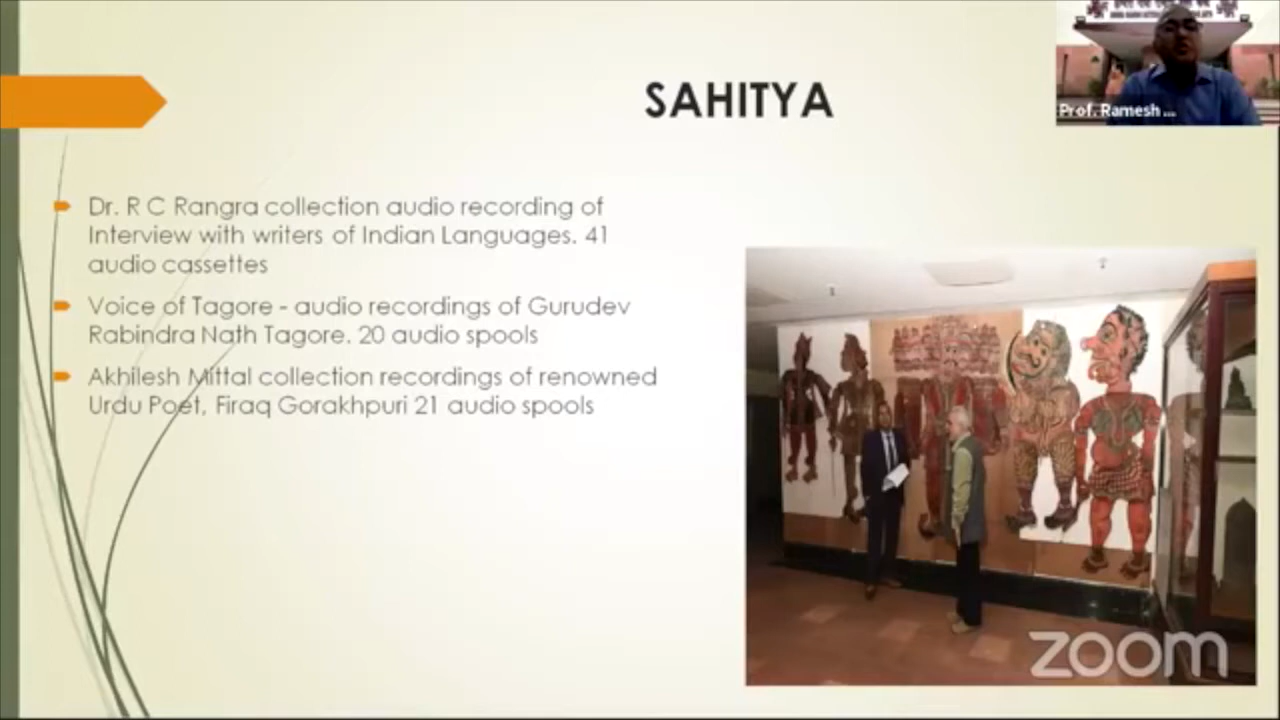 SAHITYA
Prof. Ramesh ...
Dr. R C Rangra collection audio recording of
Interview with writers of Indian Languages. 41
audio cassettes
Voice of Tagore - audio recordings of Gurudev
Rabindra Nath Tagore. 20 audio spools
Akhilesh Mittal collection recordings of renowned
Urdu Poet, Firaq Gorakhpuri 21 audio spools
zoom